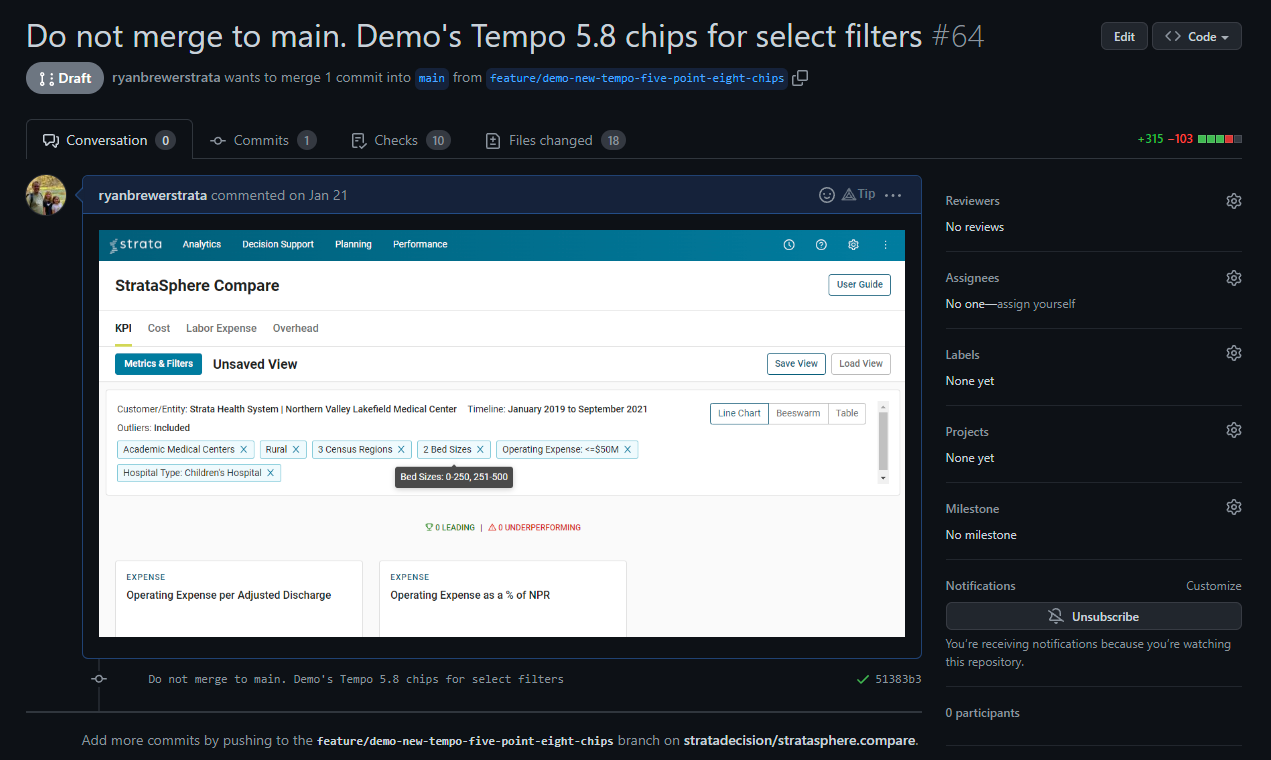 Do not merge to main. Demo's Tempo 5.8 chips for select filters #64
Edit
<> Code
Draft
ryanbrewerstrata wants to merge 1 commit into main from feature/demo-new-tempo-five-point-eight-chips
Conversation 0
Commits 1
Checks 10
Files changed 18
+315 −103
ryanbrewerstrata commented on Jan 21
Tip
strata
Analytics
Decision Support
Planning
Performance
StrataSphere Compare
User Guide
KPI
Cost
Labor Expense
Overhead
Metrics & Filters
Unsaved View
Save View
Load View
Customer/Entity: Strata Health System | Northern Valley Lakefield Medical Center Timeline: January 2019 to September 2021
Line Chart
Beeswarm
Table
Outliers: Included
Academic Medical Centers X
Rural X
3 Census Regions X
2 Bed Sizes X
Operating Expense: <=$50M X
Hospital Type: Children's Hospital X
Bed Sizes: 0-250, 251-500
0 LEADING | 0 UNDERPERFORMING
EXPENSE
Operating Expense per Adjusted Discharge
EXPENSE
Operating Expense as a % of NPR
Do not merge to main. Demo's Tempo 5.8 chips for select filters
51383b3
Add more commits by pushing to the feature/demo-new-tempo-five-point-eight-chips branch on stratadecision/stratasphere.compare.
Reviewers
No reviews
Assignees
No one—assign yourself
Labels
None yet
Projects
None yet
Milestone
No milestone
Notifications
Customize
Unsubscribe
You're receiving notifications because you're watching
this repository.
0 participants